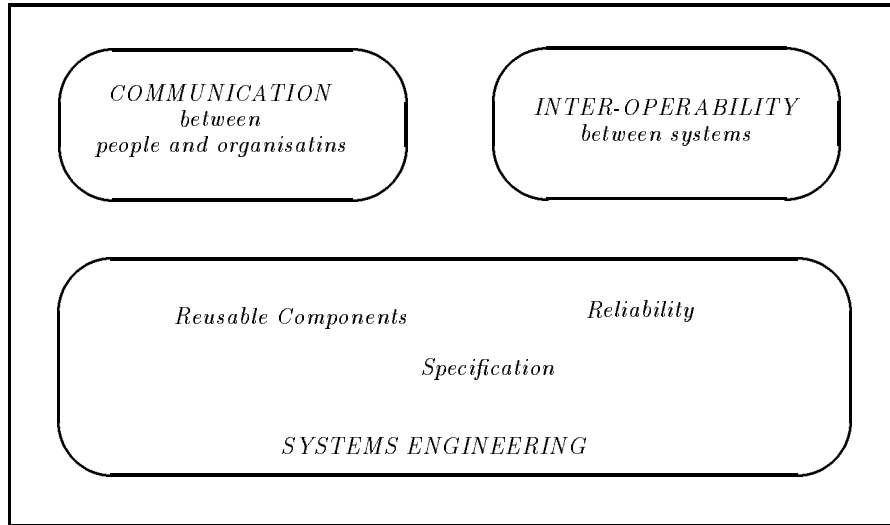 COMMUNICATION
between
people and organisatins
INTER-OPERABILITY
between systems
Reusable Components
Reliability
Specification
SYSTEMS ENGINEERING